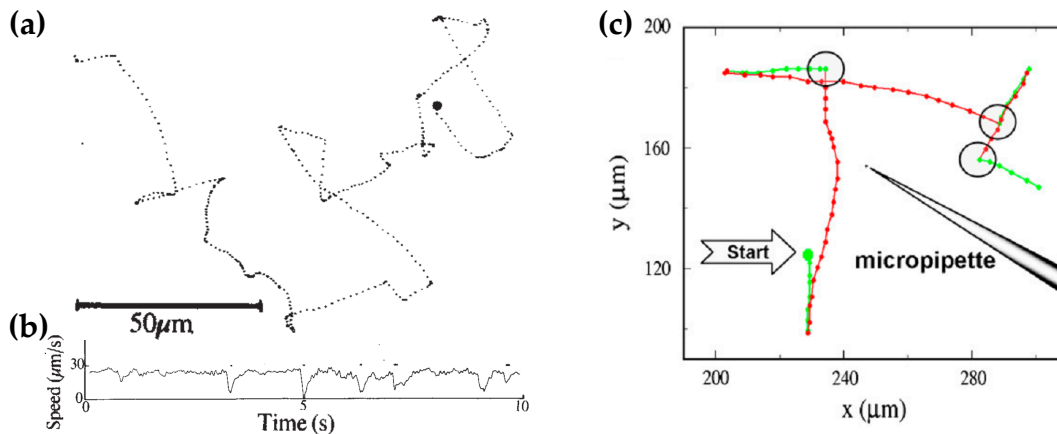 (a)
50μm
(b)
Speed (μm/s)
30
0
0
5
10
Time (s)
(c)
200
160
120
y (μm)
Start
micropipette
200
240
280
x (μm)